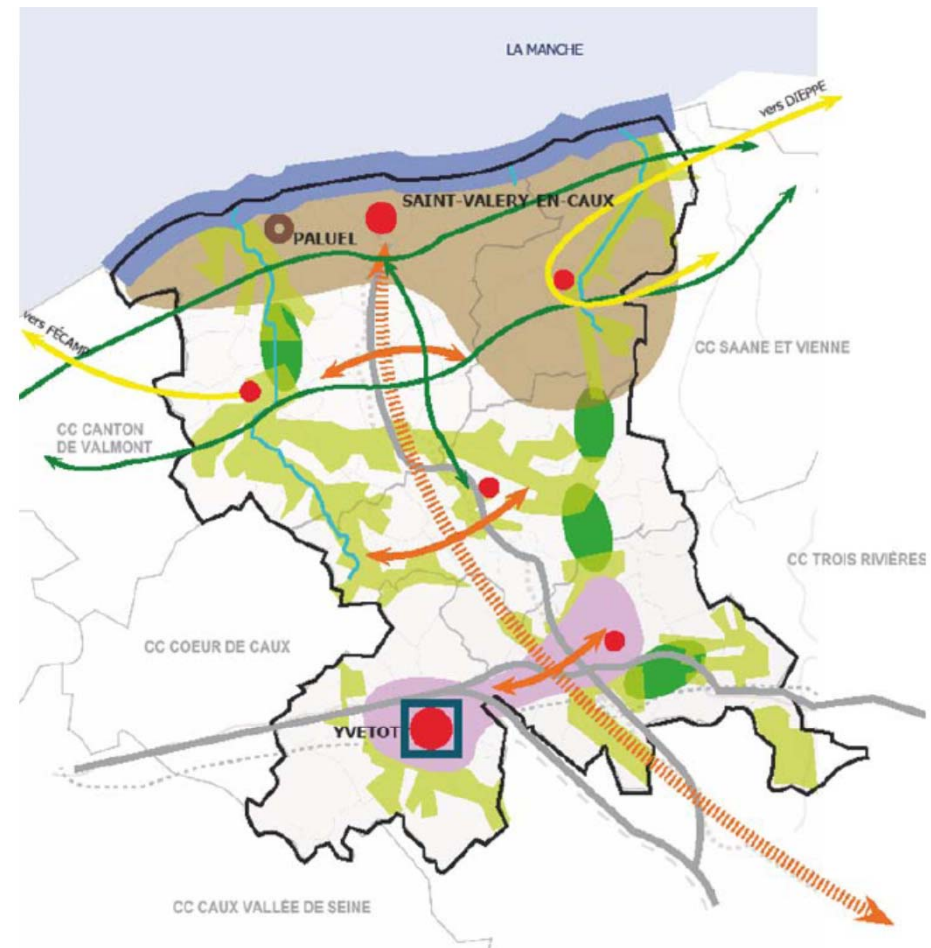 LA MANCHE
vers DIEPPE
SAINT-VALERY-EN-CAUX
PALUEL
vers FÉCAMP
CC SAANE ET VIENNE
CC CANTON
DE VALMONT
CC TROIS RIVIÈRES
CC COEUR DE CAUX
YVETOT
CC CAUX VALLÉE DE SEINE